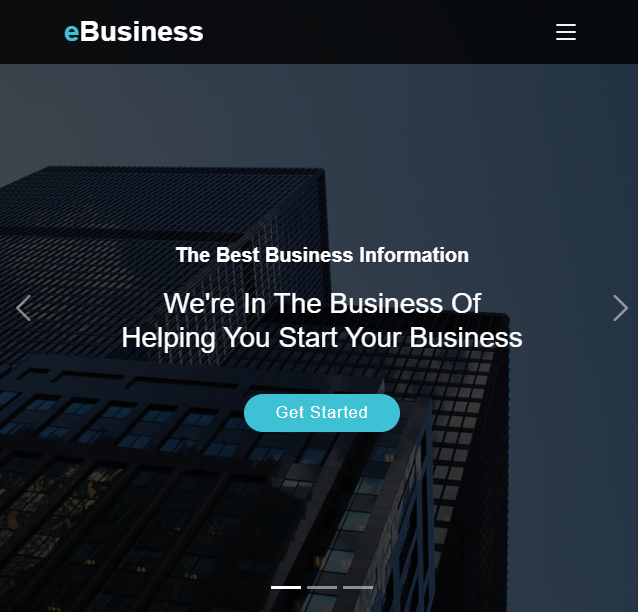 eBusiness
The Best Business Information
We're In The Business Of
Helping You Start Your Business
Get Started